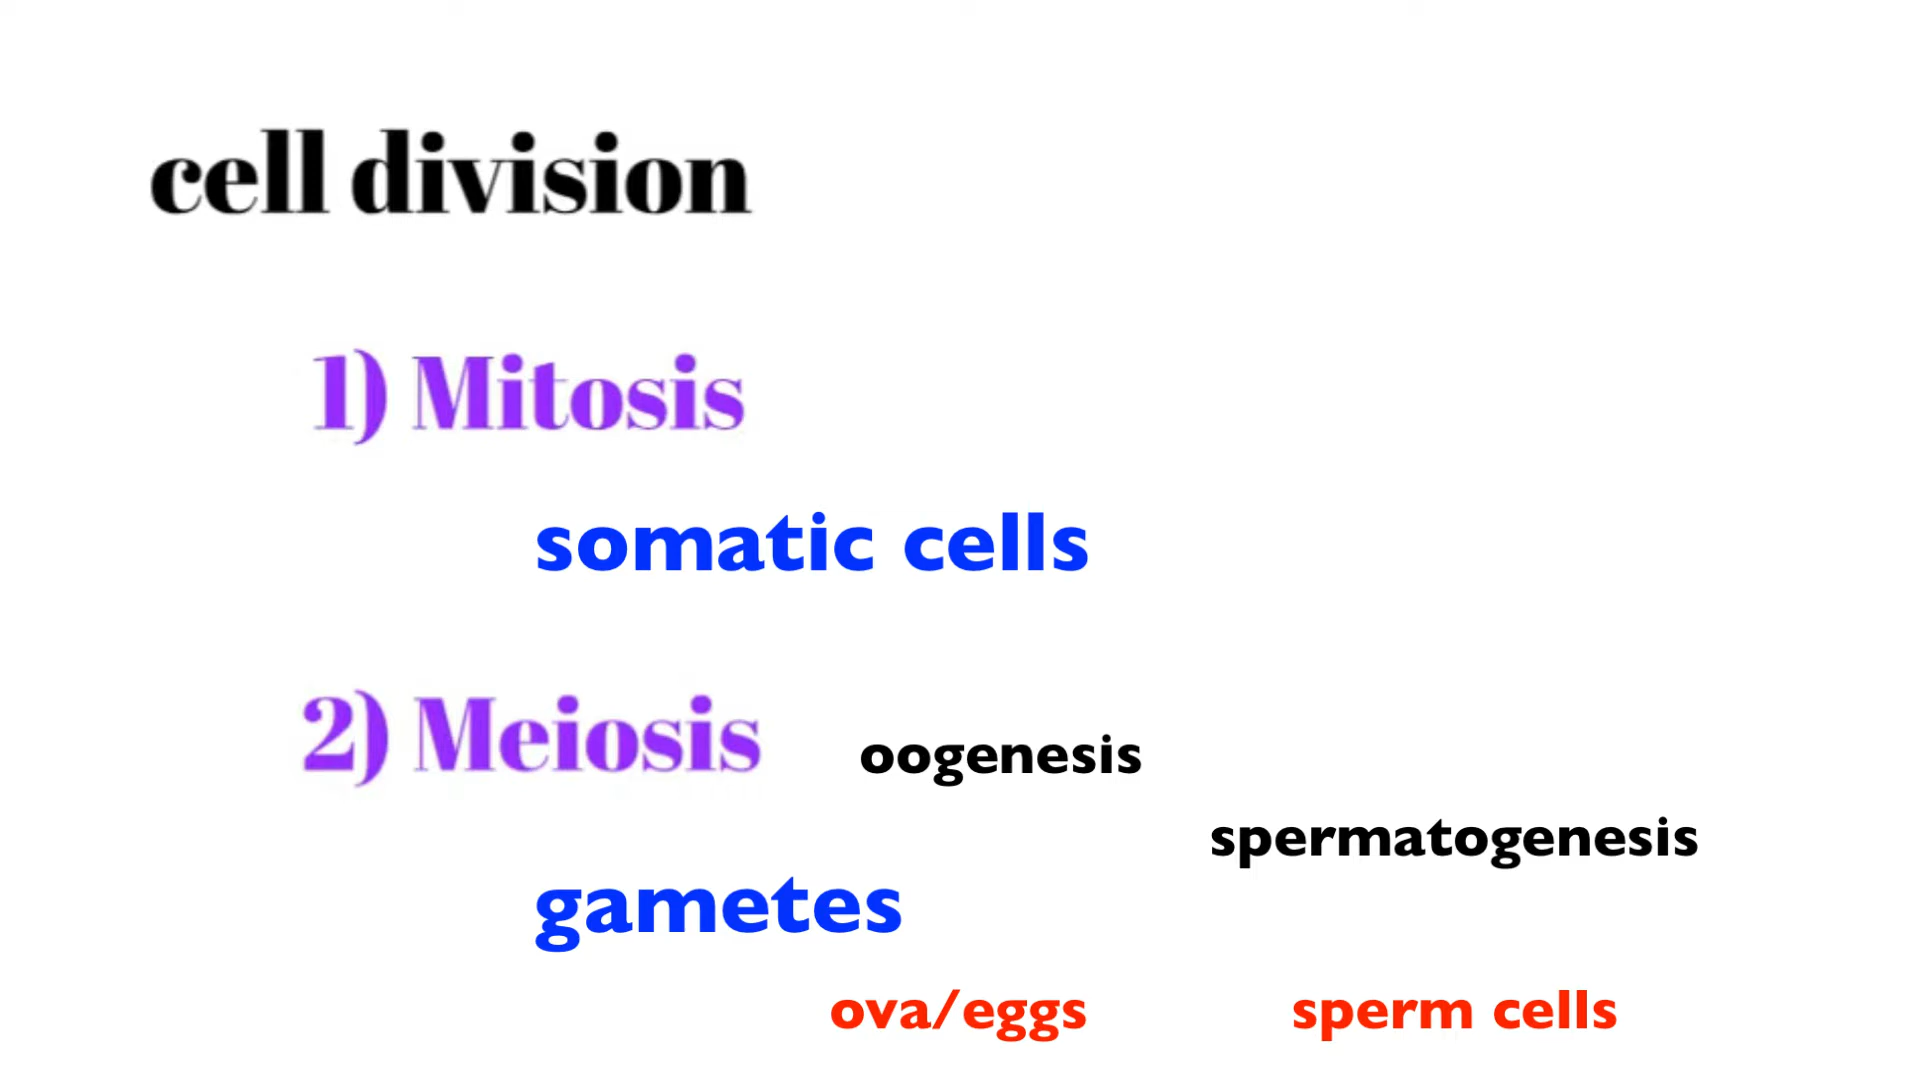 cell division
1) Mitosis
somatic cells
2) Meiosis
oogenesis
spermatogenesis
gametes
ova/eggs
sperm cells